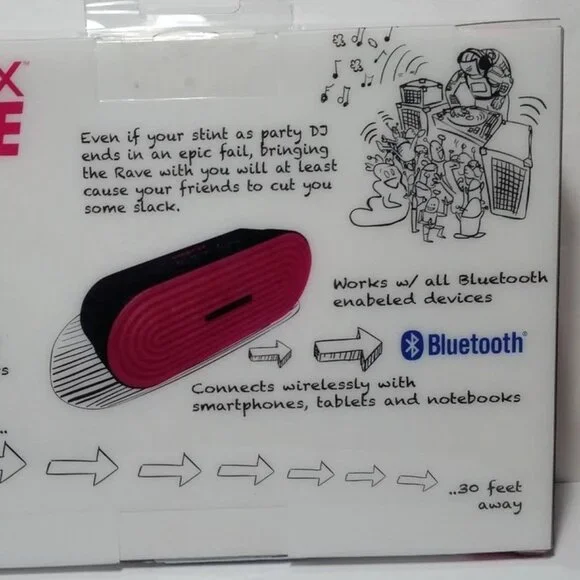 X™
E
Even if your stint as party DJ
ends in an epic fail, bringing
the Rave with you will at least
cause your friends to cut you
some slack.
Works w/ all Bluetooth
enabeled devices
Bluetooth®
Connects wirelessly with
smartphones, tablets and notebooks
s
..
..30 feet
away